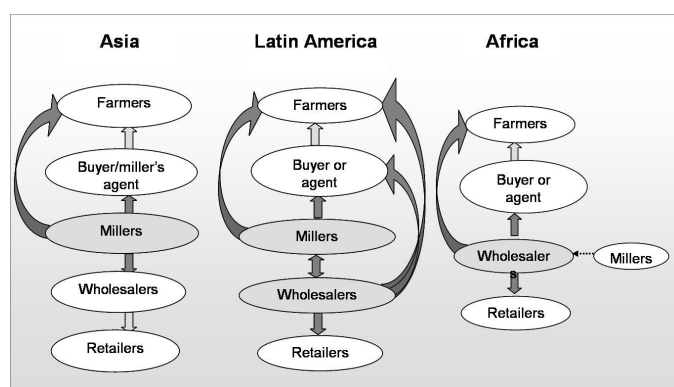 Asia
Latin America
Africa
Farmers
Buyer/miller's
agent
Millers
Wholesalers
Retailers
Farmers
Buyer or
agent
Millers
Wholesalers
Retailers
Farmers
Buyer or
agent
Wholesaler
s
Millers
Retailers